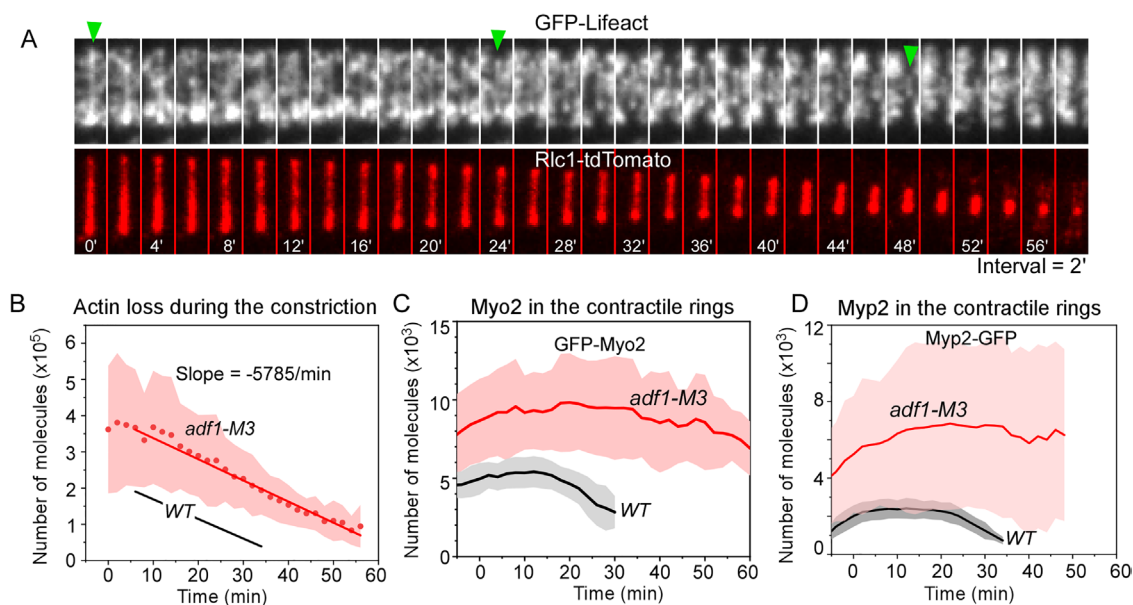 A
GFP-Lifeact
Rlc1-tdTomato
0' 4' 8' 12' 16' 20' 24' 28' 32' 36' 40' 44' 48' 52' 56'
Interval = 2'
B Actin loss during the constriction
Number of molecules (x10⁵)
6
5
4
3
2
1
0
Slope = -5785/min
adf1-M3
WT
0 10 20 30 40 50 60
Time (min)
C Myo2 in the contractile rings
Number of molecules (x10³)
15
10
5
0
GFP-Myo2
adf1-M3
WT
0 10 20 30 40 50 60
Time (min)
D Myp2 in the contractile rings
Number of molecules (x10³)
12
8
4
0
Myp2-GFP
adf1-M3
WT
0 10 20 30 40 50 60
Time (min)